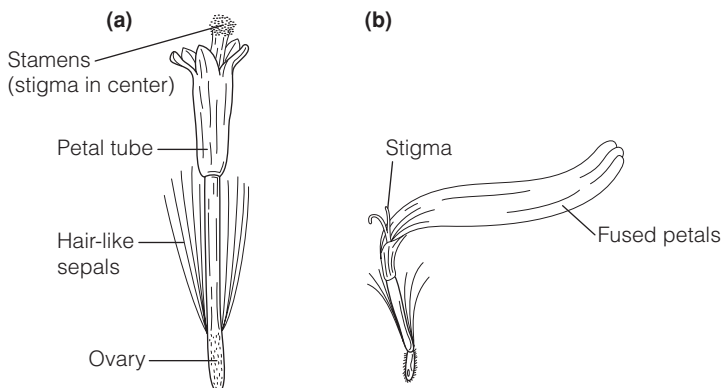 (a)
Stamens
(stigma in center)
Petal tube
Hair-like
sepals
Ovary
(b)
Stigma
Fused petals